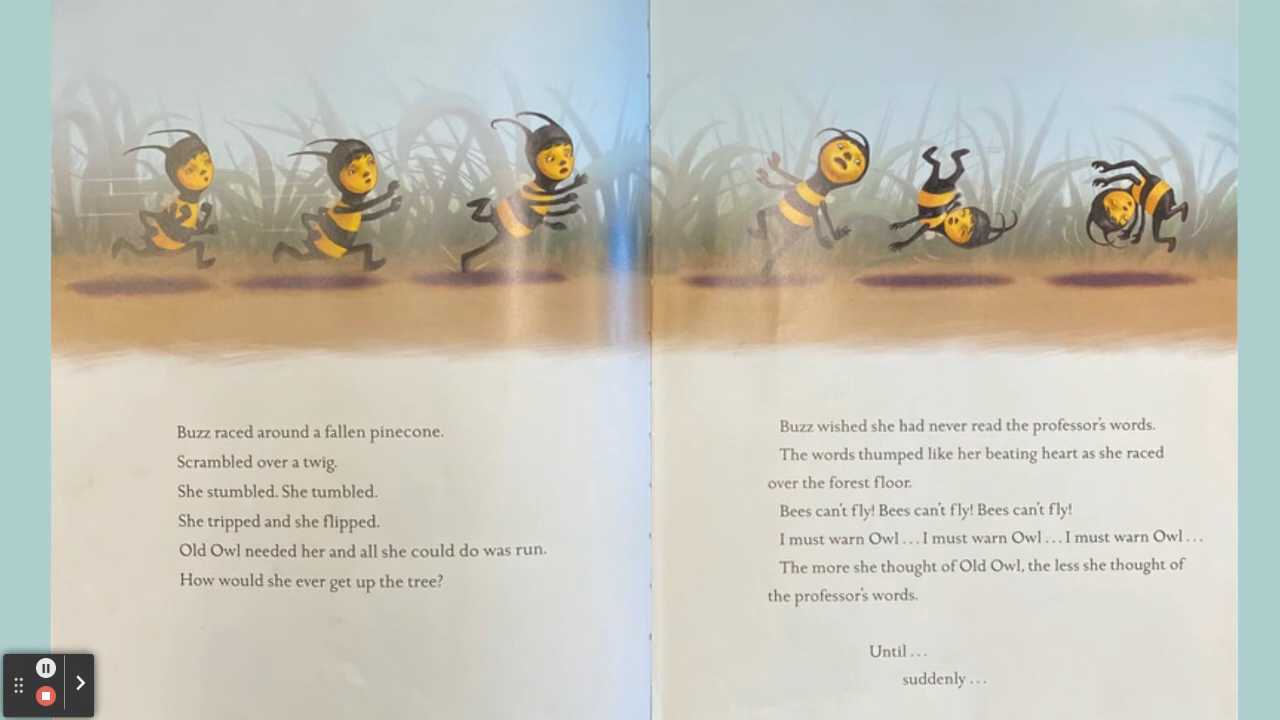 Buzz raced around a fallen pinecone.
Scrambled over a twig.
She stumbled. She tumbled.
She tripped and she flipped.
Old Owl needed her and all she could do was run.
How would she ever get up the tree?
Buzz wished she had never read the professor's words.
The words thumped like her beating heart as she raced
over the forest floor.
Bees can't fly! Bees can't fly! Bees can't fly!
I must warn Owl . . . I must warn Owl . . . I must warn Owl . . .
The more she thought of Old Owl, the less she thought of
the professor's words.
Until . . .
suddenly . . .